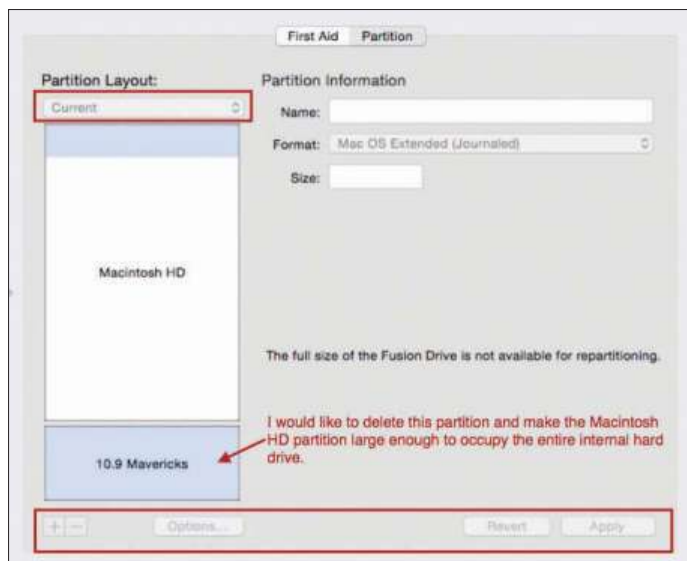 First Aid Partition
Partition Layout:
Partition Information
Current
Name:
Format: Mac OS Extended (Journaled)
Size:
Macintosh HD
The full size of the Fusion Drive is not available for repartitioning.
I would like to delete this partition and make the Macintosh
HD partition large enough to occupy the entire internal hard
drive.
10.9 Mavericks
+ − Options... Revert Apply